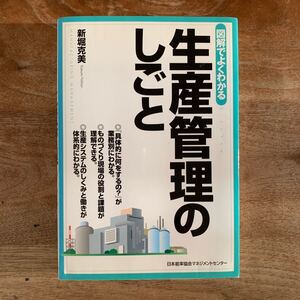 図解でよくわかる
生産管理の
しごと
新堀克美
◎「具体的に何をするの？」が
業務別にわかる。
◎ものづくり現場の役割と課題が
理解できる。
◎生産システムのしくみと働きが
体系的にわかる。
日本能率協会マネジメントセンター